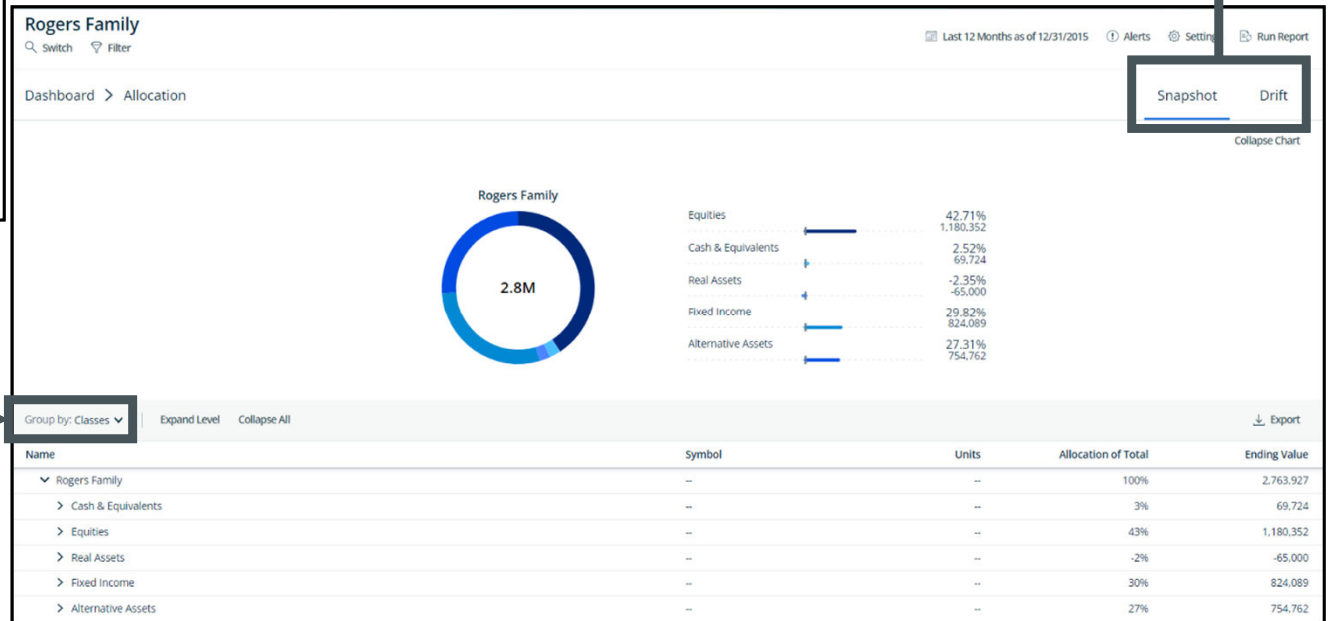 Rogers Family
Switch Filter
Last 12 Months as of 12/31/2015 Alerts Setting Run Report
Dashboard > Allocation
Snapshot Drift
Collapse Chart
Rogers Family
2.8M
Equities 42.71%
1,180,352
Cash & Equivalents 2.52%
69,724
Real Assets -2.35%
-65,000
Fixed Income 29.82%
824,089
Alternative Assets 27.31%
754,762
Group by: Classes Expand Level Collapse All Export
Name Symbol Units Allocation of Total Ending Value
Rogers Family -- -- 100% 2,763,927
Cash & Equivalents -- -- 3% 69,724
Equities -- -- 43% 1,180,352
Real Assets -- -- -2% -65,000
Fixed Income -- -- 30% 824,089
Alternative Assets -- -- 27% 754,762